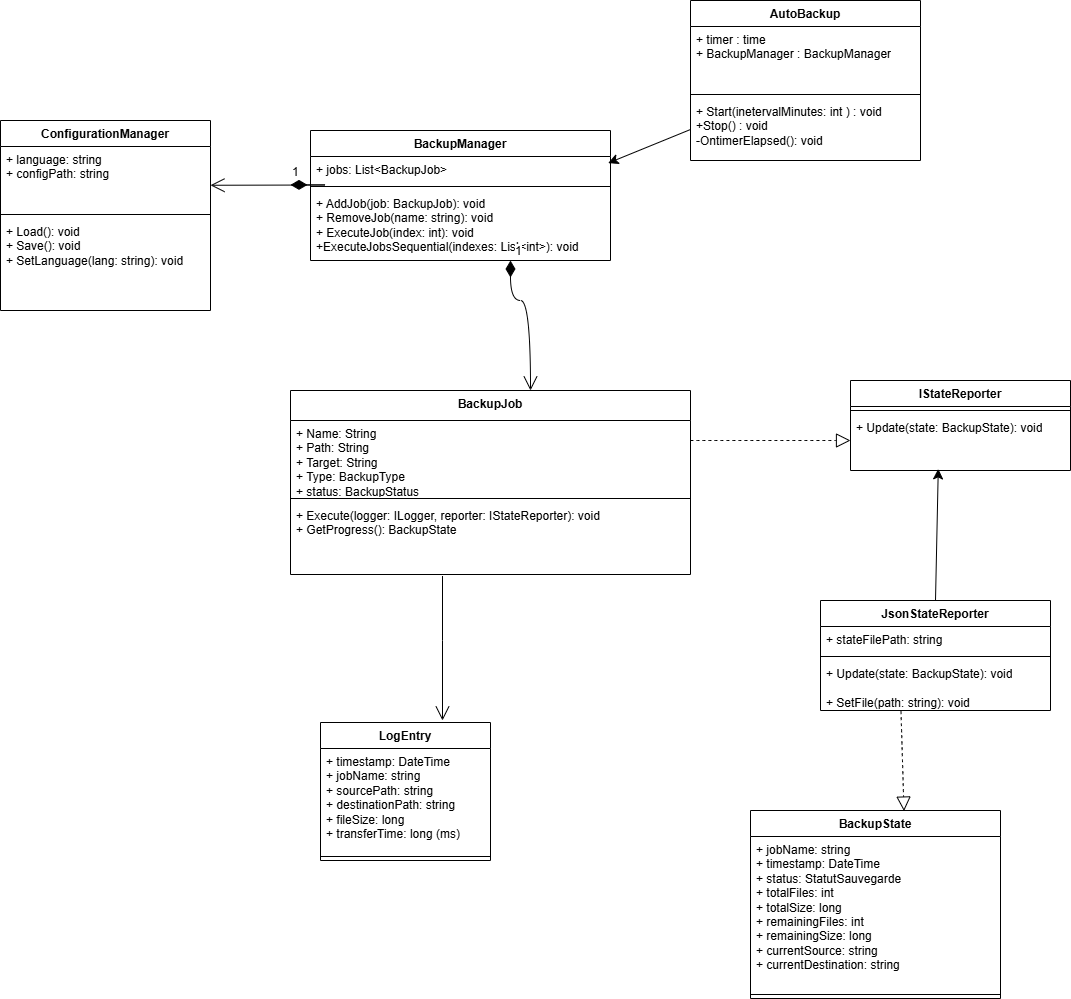 AutoBackup
+ timer : time
+ BackupManager : BackupManager
+ Start(inetervalMinutes: int ) : void
+Stop() : void
-OntimerElapsed(): void
ConfigurationManager
+ language: string
+ configPath: string
+ Load(): void
+ Save(): void
+ SetLanguage(lang: string): void
1
BackupManager
+ jobs: List<BackupJob>
+ AddJob(job: BackupJob): void
+ RemoveJob(name: string): void
+ ExecuteJob(index: int): void
+ExecuteJobsSequential(indexes: List<int>): void
1
BackupJob
+ Name: String
+ Path: String
+ Target: String
+ Type: BackupType
+ status: BackupStatus
+ Execute(logger: ILogger, reporter: IStateReporter): void
+ GetProgress(): BackupState
IStateReporter
+ Update(state: BackupState): void
JsonStateReporter
+ stateFilePath: string
+ Update(state: BackupState): void
+ SetFile(path: string): void
LogEntry
+ timestamp: DateTime
+ jobName: string
+ sourcePath: string
+ destinationPath: string
+ fileSize: long
+ transferTime: long (ms)
BackupState
+ jobName: string
+ timestamp: DateTime
+ status: StatutSauvegarde
+ totalFiles: int
+ totalSize: long
+ remainingFiles: int
+ remainingSize: long
+ currentSource: string
+ currentDestination: string